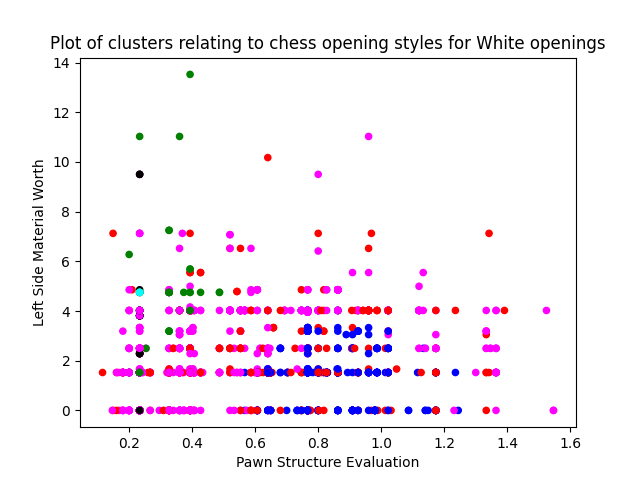 Plot of clusters relating to chess opening styles for White openings
14
12
10
8
6
4
2
0
Left Side Material Worth
0.2 0.4 0.6 0.8 1.0 1.2 1.4 1.6
Pawn Structure Evaluation